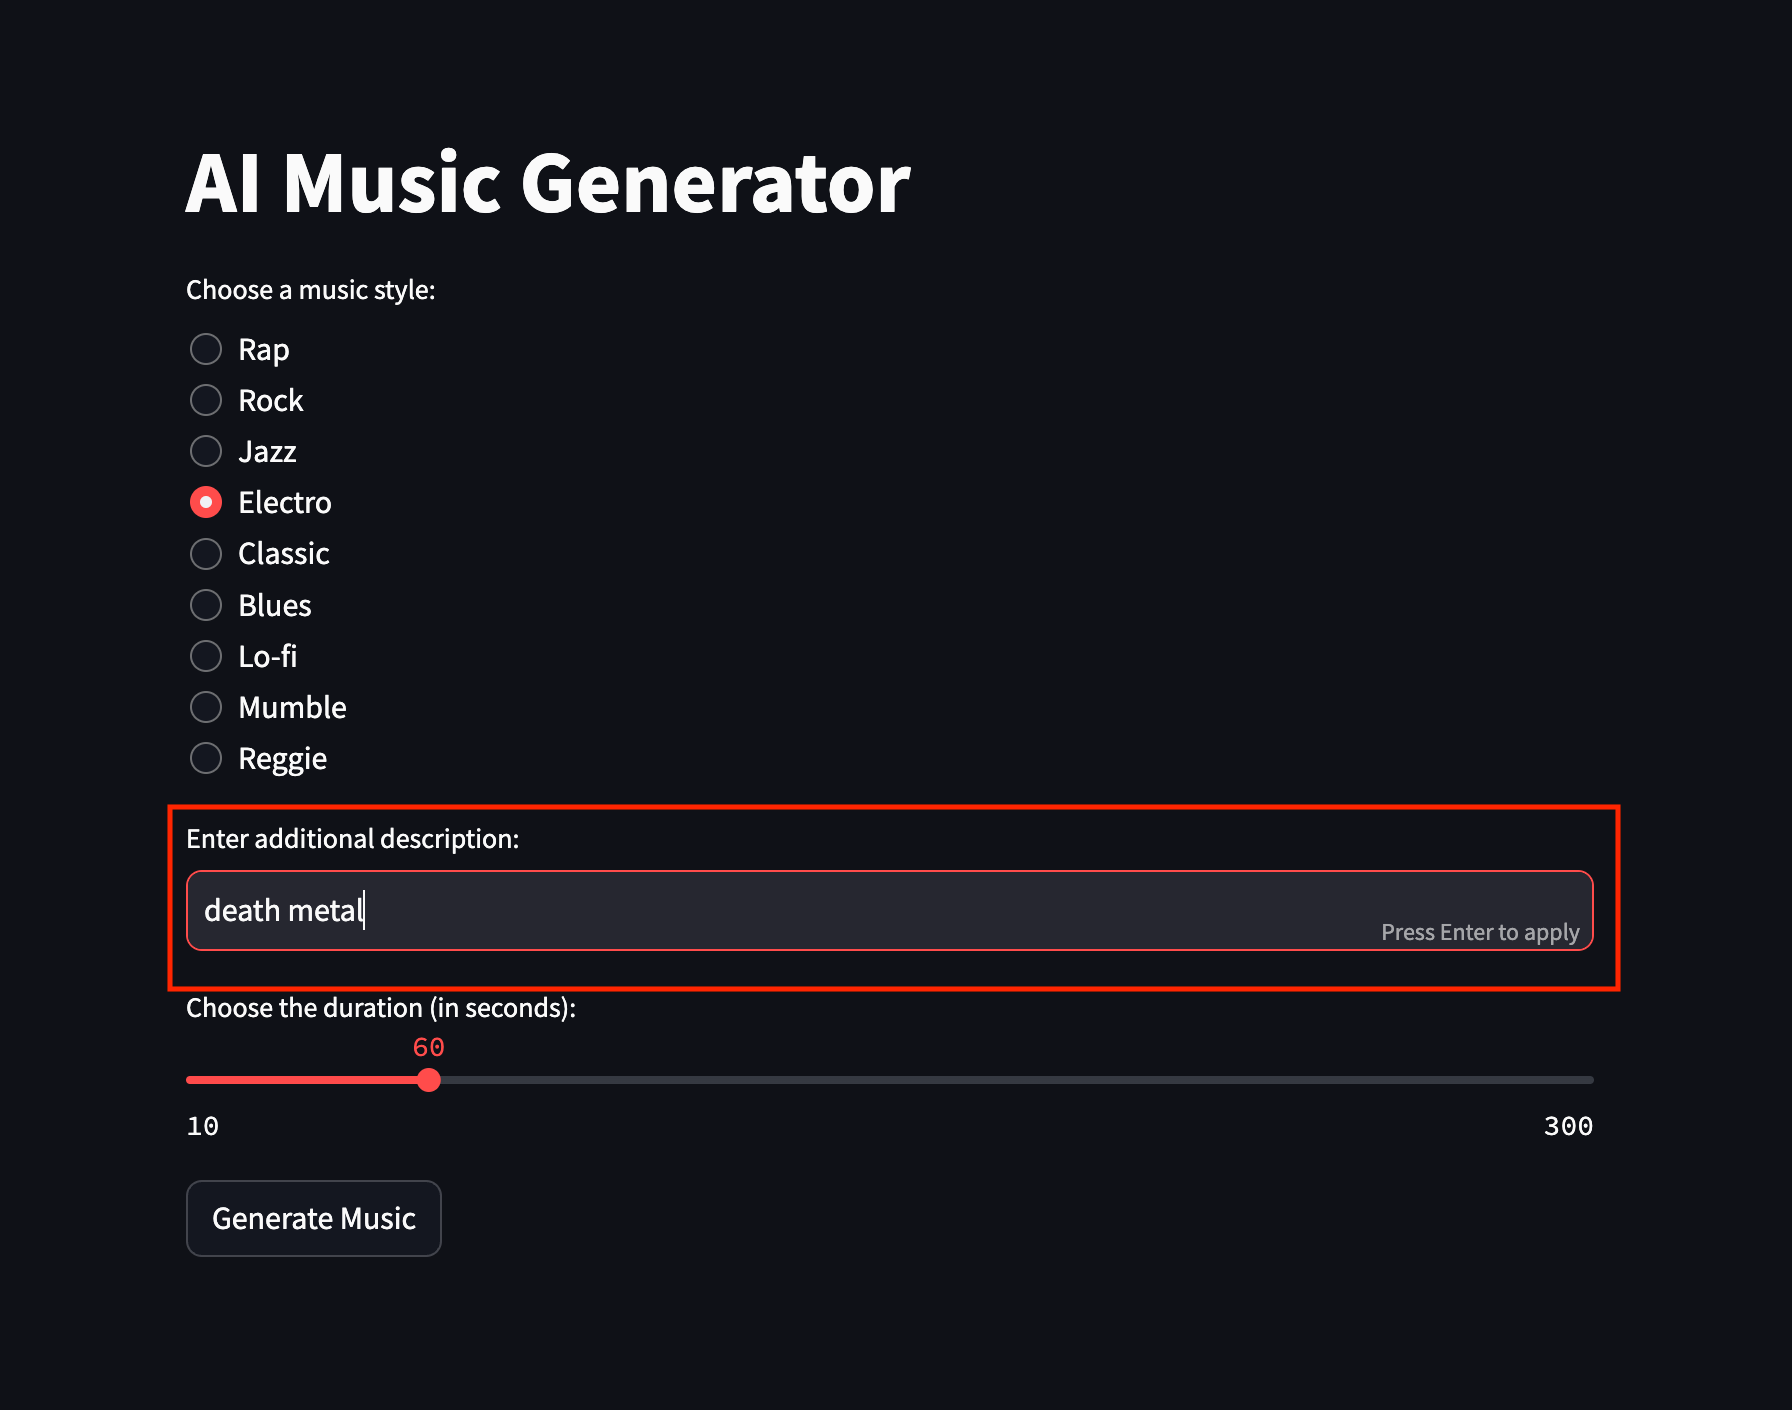 AI Music Generator
Choose a music style:
Rap
Rock
Jazz
Electro
Classic
Blues
Lo-fi
Mumble
Reggie
Enter additional description:
death metal
Press Enter to apply
Choose the duration (in seconds):
60
10 300
Generate Music